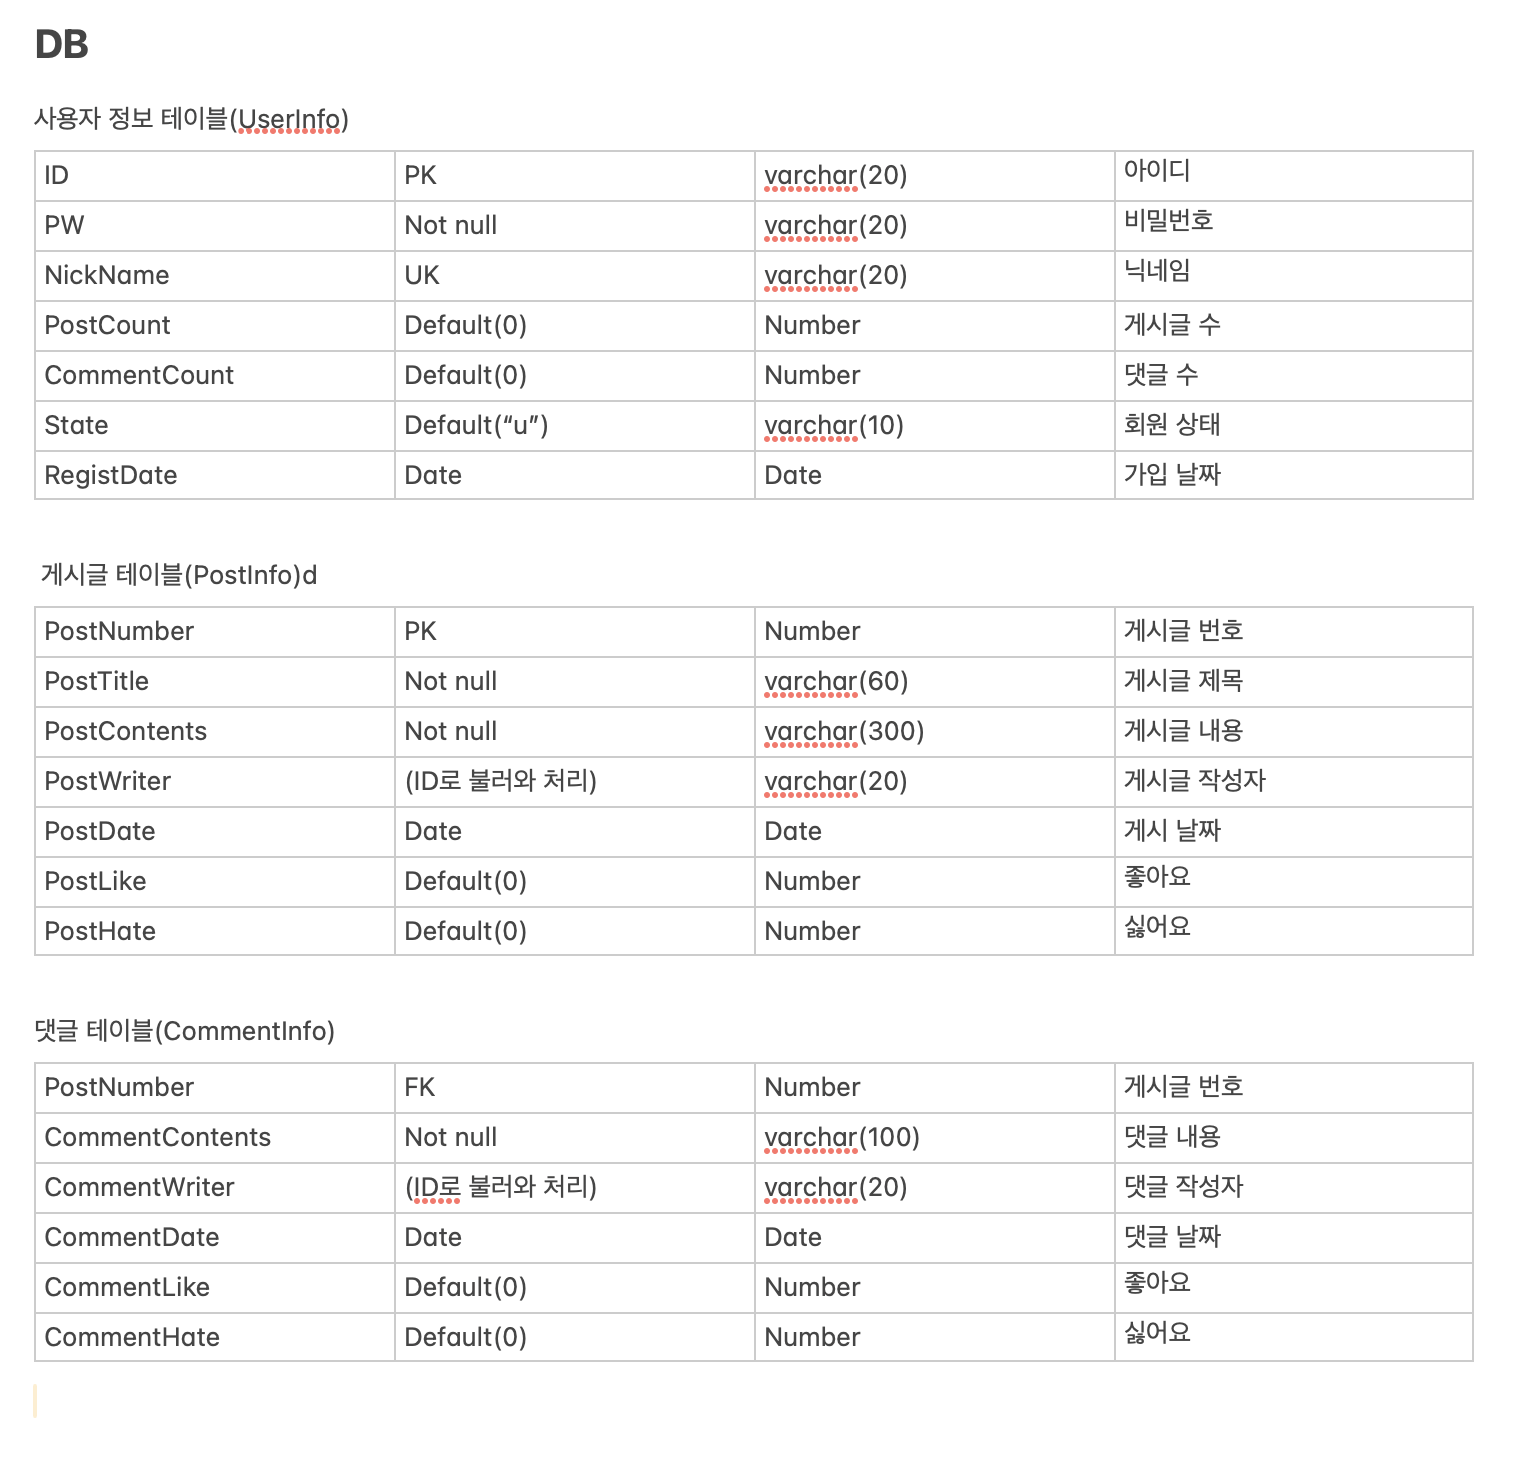 DB
사용자 정보 테이블(UserInfo)
ID PK varchar(20) 아이디
PW Not null varchar(20) 비밀번호
NickName UK varchar(20) 닉네임
PostCount Default(0) Number 게시글 수
CommentCount Default(0) Number 댓글 수
State Default(“u”) varchar(10) 회원 상태
RegistDate Date Date 가입 날짜
게시글 테이블(PostInfo)d
PostNumber PK Number 게시글 번호
PostTitle Not null varchar(60) 게시글 제목
PostContents Not null varchar(300) 게시글 내용
PostWriter (ID로 불러와 처리) varchar(20) 게시글 작성자
PostDate Date Date 게시 날짜
PostLike Default(0) Number 좋아요
PostHate Default(0) Number 싫어요
댓글 테이블(CommentInfo)
PostNumber FK Number 게시글 번호
CommentContents Not null varchar(100) 댓글 내용
CommentWriter (ID로 불러와 처리) varchar(20) 댓글 작성자
CommentDate Date Date 댓글 날짜
CommentLike Default(0) Number 좋아요
CommentHate Default(0) Number 싫어요